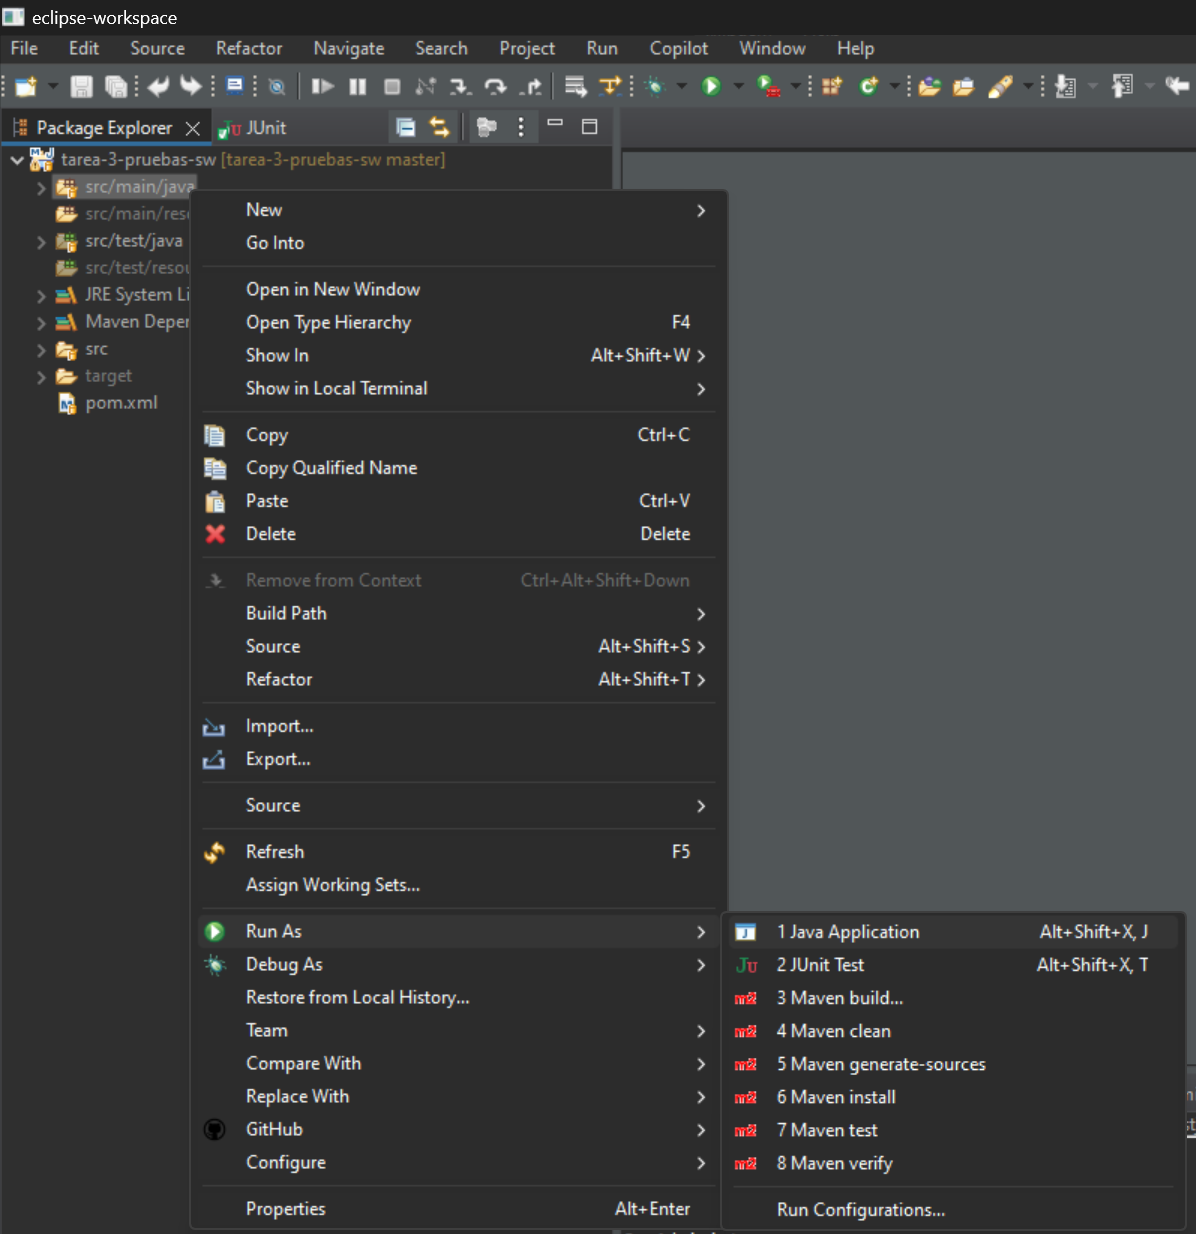 eclipse-workspace
File Edit Source Refactor Navigate Search Project Run Copilot Window Help
Package Explorer JUnit
tarea-3-pruebas-sw [tarea-3-pruebas-sw master]
src/main/java
src/main/res
src/test/java
src/test/resou
JRE System Li
Maven Deper
src
target
pom.xml
New
Go Into
Open in New Window
Open Type Hierarchy F4
Show In Alt+Shift+W
Show in Local Terminal
Copy Ctrl+C
Copy Qualified Name
Paste Ctrl+V
Delete Delete
Remove from Context Ctrl+Alt+Shift+Down
Build Path
Source Alt+Shift+S
Refactor Alt+Shift+T
Import...
Export...
Source
Refresh F5
Assign Working Sets...
Run As
Debug As
Restore from Local History...
Team
Compare With
Replace With
GitHub
Configure
Properties Alt+Enter
1 Java Application Alt+Shift+X, J
2 JUnit Test Alt+Shift+X, T
3 Maven build...
4 Maven clean
5 Maven generate-sources
6 Maven install
7 Maven test
8 Maven verify
Run Configurations...